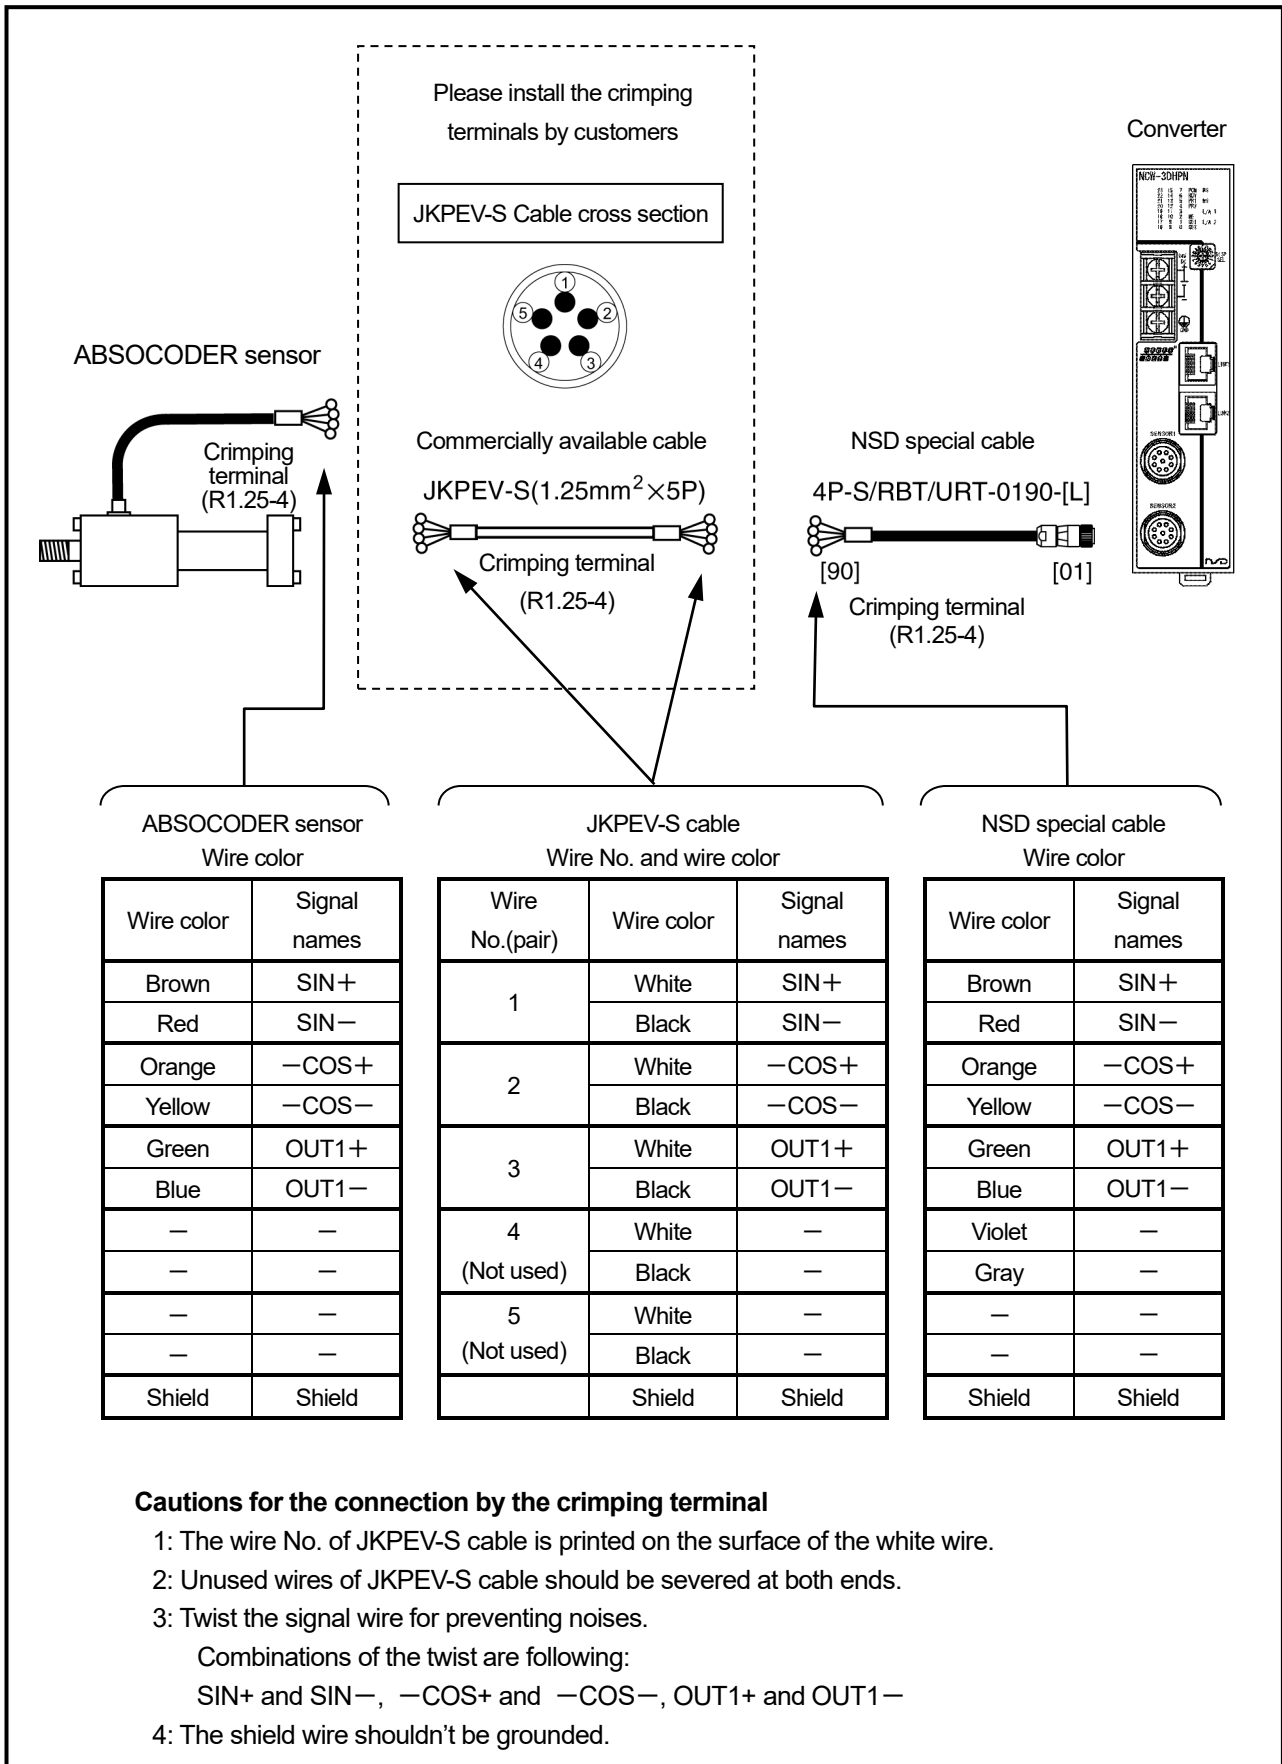 Please install the crimping
terminals by customers
JKPEV-S Cable cross section
1
5
2
4
3
Converter
NCW-3DHPN
ABSOCODER sensor
Crimping
terminal
(R1.25-4)
Commercially available cable
JKPEV-S(1.25mm2×5P)
Crimping terminal
(R1.25-4)
NSD special cable
4P-S/RBT/URT-0190-[L]
[90]
[01]
Crimping terminal
(R1.25-4)
SENSOR1
SENSOR2
ABSOCODER sensor
Wire color
Wire color Signal names
Brown SIN+
Red SIN−
Orange −COS+
Yellow −COS−
Green OUT1+
Blue OUT1−
− −
− −
− −
− −
Shield Shield
JKPEV-S cable
Wire No. and wire color
Wire No.(pair) Wire color Signal names
1 White SIN+
Black SIN−
2 White −COS+
Black −COS−
3 White OUT1+
Black OUT1−
4 (Not used) White −
Black −
5 (Not used) White −
Black −
Shield Shield
NSD special cable
Wire color
Wire color Signal names
Brown SIN+
Red SIN−
Orange −COS+
Yellow −COS−
Green OUT1+
Blue OUT1−
Violet −
Gray −
− −
− −
Shield Shield
Cautions for the connection by the crimping terminal
1: The wire No. of JKPEV-S cable is printed on the surface of the white wire.
2: Unused wires of JKPEV-S cable should be severed at both ends.
3: Twist the signal wire for preventing noises.
Combinations of the twist are following:
SIN+ and SIN−, −COS+ and −COS−, OUT1+ and OUT1−
4: The shield wire shouldn't be grounded.